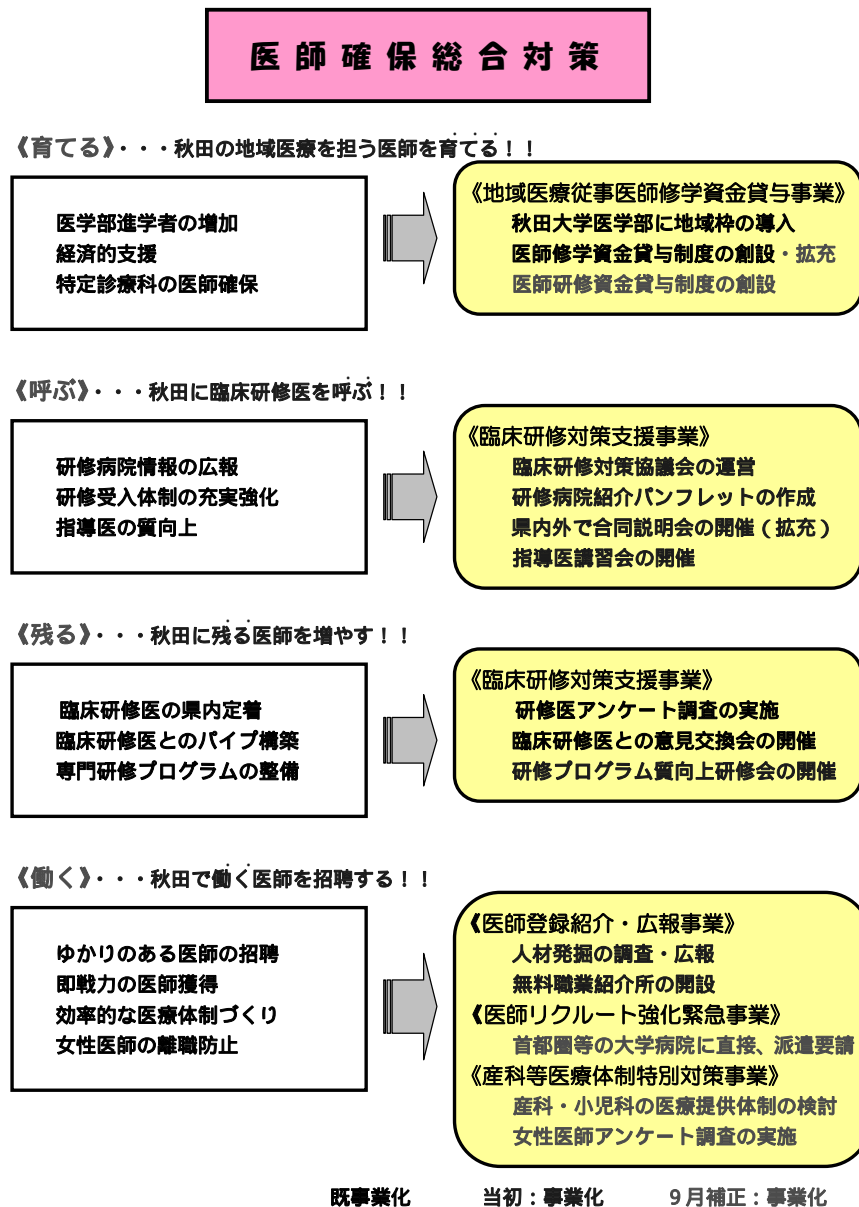 医師確保総合対策
《育てる》・・・秋田の地域医療を担う医師を育てる！！
医学部進学者の増加
経済的支援
特定診療科の医師確保
《地域医療従事医師修学資金貸与事業》
秋田大学医学部に地域枠の導入
医師修学資金貸与制度の創設・拡充
医師研修資金貸与制度の創設
《呼ぶ》・・・秋田に臨床研修医を呼ぶ！！
研修病院情報の広報
研修受入体制の充実強化
指導医の質向上
《臨床研修対策支援事業》
臨床研修対策協議会の運営
研修病院紹介パンフレットの作成
県内外で合同説明会の開催（拡充）
指導医講習会の開催
《残る》・・・秋田に残る医師を増やす！！
臨床研修医の県内定着
臨床研修医とのパイプ構築
専門研修プログラムの整備
《臨床研修対策支援事業》
研修医アンケート調査の実施
臨床研修医との意見交換会の開催
研修プログラム質向上研修会の開催
《働く》・・・秋田で働く医師を招聘する！！
ゆかりのある医師の招聘
即戦力の医師獲得
効率的な医療体制づくり
女性医師の離職防止
《医師登録紹介・広報事業》
人材発掘の調査・広報
無料職業紹介所の開設
《医師リクルート強化緊急事業》
首都圏等の大学病院に直接、派遣要請
《産科等医療体制特別対策事業》
産科・小児科の医療提供体制の検討
女性医師アンケート調査の実施
既事業化　当初：事業化　９月補正：事業化